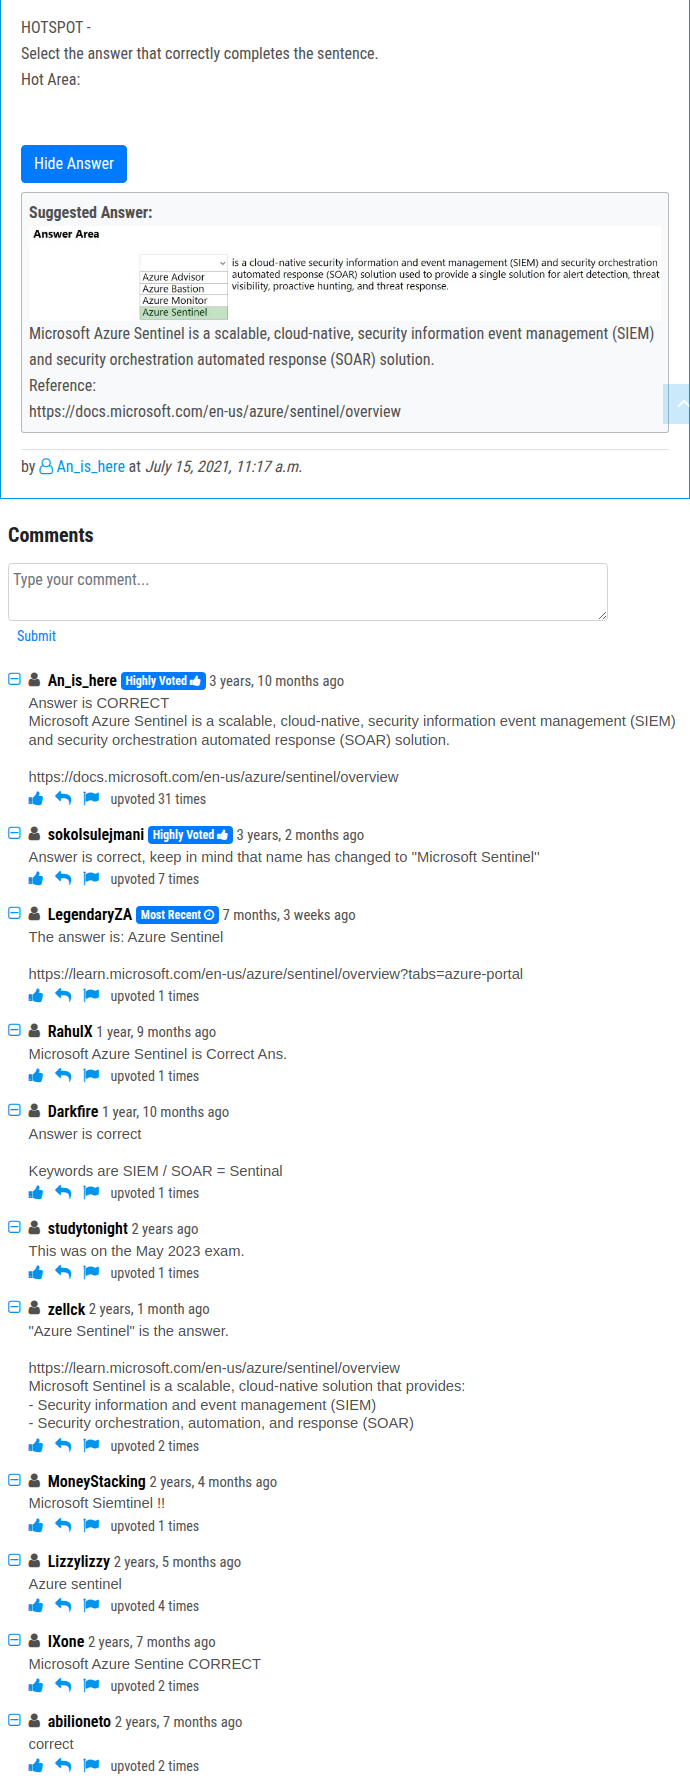 HOTSPOT -
Select the answer that correctly completes the sentence.
Hot Area:
Hide Answer
Suggested Answer:
Answer Area
is a cloud-native security information and event management (SIEM) and security orchestration
automated response (SOAR) solution used to provide a single solution for alert detection, threat
visibility, proactive hunting, and threat response.
Azure Advisor
Azure Bastion
Azure Monitor
Azure Sentinel
Microsoft Azure Sentinel is a scalable, cloud-native, security information event management (SIEM)
and security orchestration automated response (SOAR) solution.
Reference:
https://docs.microsoft.com/en-us/azure/sentinel/overview
by An_is_here at July 15, 2021, 11:17 a.m.
Comments
Type your comment...
Submit
An_is_here Highly Voted 3 years, 10 months ago
Answer is CORRECT
Microsoft Azure Sentinel is a scalable, cloud-native, security information event management (SIEM)
and security orchestration automated response (SOAR) solution.
https://docs.microsoft.com/en-us/azure/sentinel/overview
upvoted 31 times
sokolsulejmani Highly Voted 3 years, 2 months ago
Answer is correct, keep in mind that name has changed to "Microsoft Sentinel"
upvoted 7 times
LegendaryZA Most Recent 7 months, 3 weeks ago
The answer is: Azure Sentinel
https://learn.microsoft.com/en-us/azure/sentinel/overview?tabs=azure-portal
upvoted 1 times
RahulX 1 year, 9 months ago
Microsoft Azure Sentinel is Correct Ans.
upvoted 1 times
Darkfire 1 year, 10 months ago
Answer is correct
Keywords are SIEM / SOAR = Sentinal
upvoted 1 times
studytonight 2 years ago
This was on the May 2023 exam.
upvoted 1 times
zellck 2 years, 1 month ago
"Azure Sentinel" is the answer.
https://learn.microsoft.com/en-us/azure/sentinel/overview
Microsoft Sentinel is a scalable, cloud-native solution that provides:
- Security information and event management (SIEM)
- Security orchestration, automation, and response (SOAR)
upvoted 2 times
MoneyStacking 2 years, 4 months ago
Microsoft Siemtinel !!
upvoted 1 times
Lizzylizzy 2 years, 5 months ago
Azure sentinel
upvoted 4 times
IXone 2 years, 7 months ago
Microsoft Azure Sentine CORRECT
upvoted 2 times
abilioneto 2 years, 7 months ago
correct
upvoted 2 times